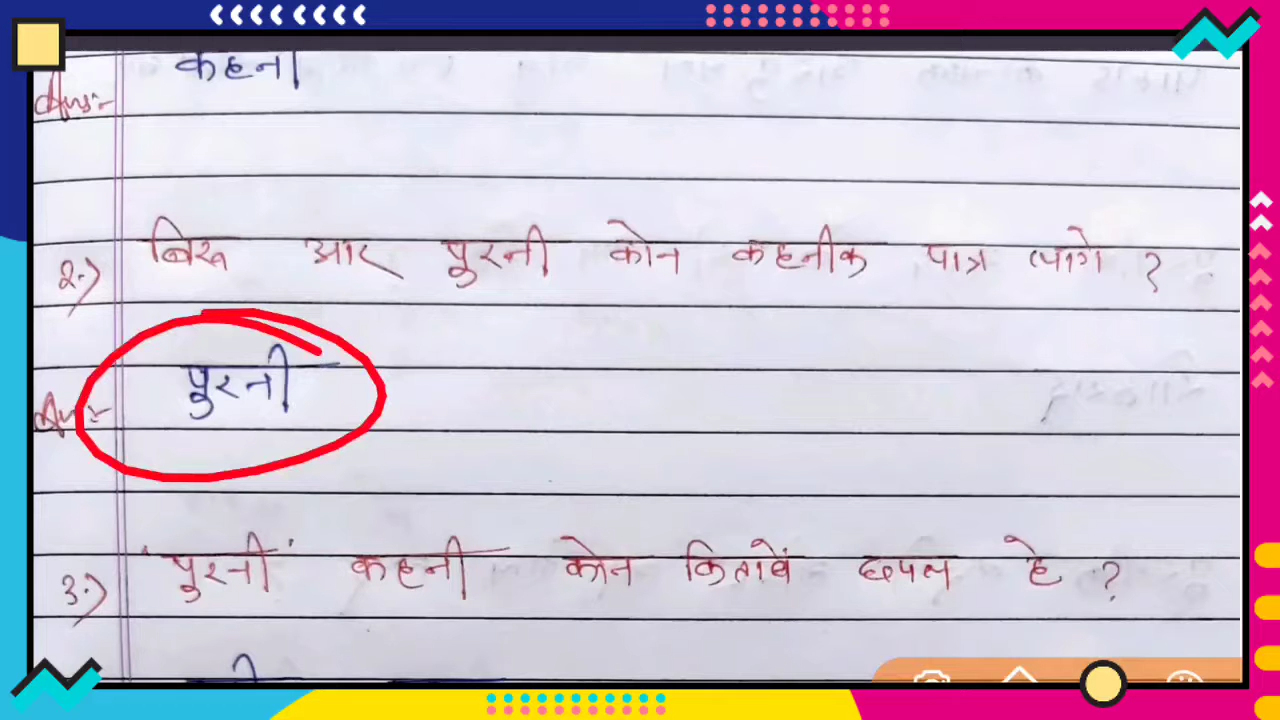 कहनी
Ans:-
2.) बिरू आर पुरनी कोन कहनीक पात्र लागे ?
Ans:- पुरनी
3.) 'पुरनी' कहनी कोन किताबें छपल हे ?